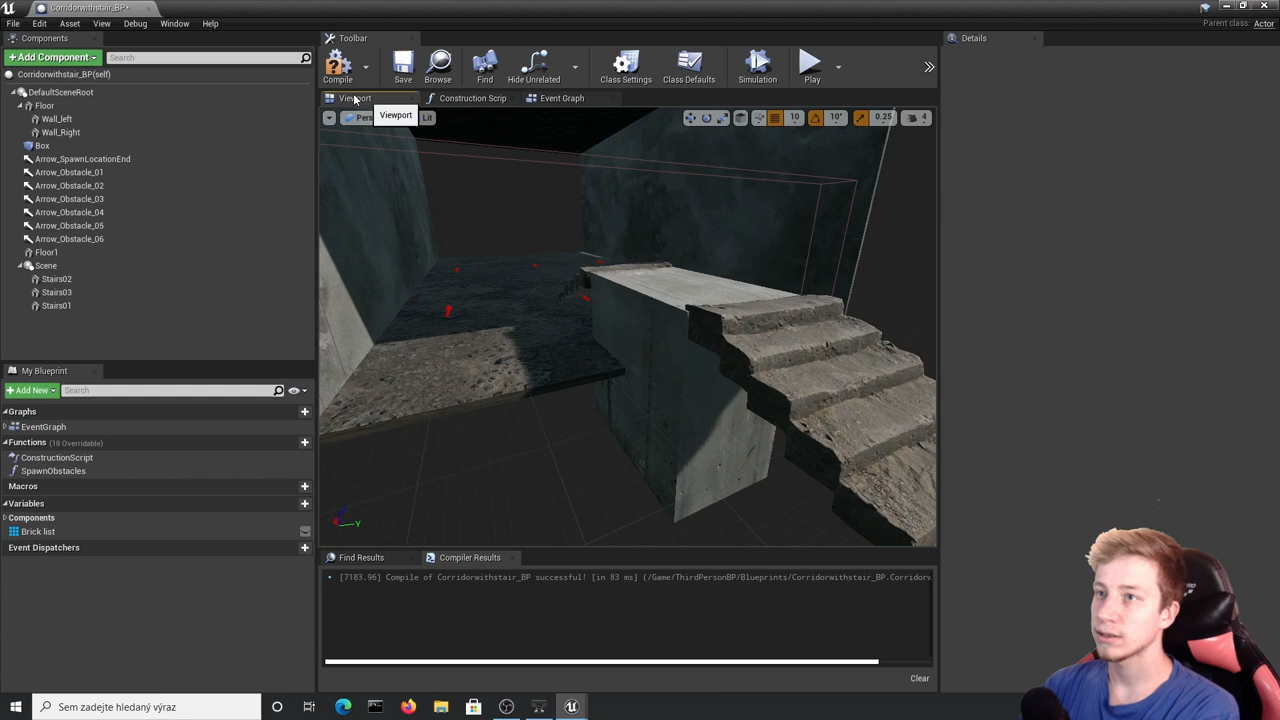 Corridorwithstair_BP*
File Edit Asset View Debug Window Help
Parent class: Actor
Components
Toolbar
Details
+Add Component
Search
Corridorwithstair_BP(self)
Compile
Save
Browse
Find
Hide Unrelated
Class Settings
Class Defaults
Simulation
Play
DefaultSceneRoot
Floor
Wall_left
Wall_Right
Box
Arrow_SpawnLocationEnd
Arrow_Obstacle_01
Arrow_Obstacle_02
Arrow_Obstacle_03
Arrow_Obstacle_04
Arrow_Obstacle_05
Arrow_Obstacle_06
Floor1
Scene
Stairs02
Stairs03
Stairs01
Construction Scrip
Event Graph
Viewport
Lit
10
10°
0.25
4
Y
My Blueprint
+Add New
Search
Graphs
EventGraph
Functions (18 Overridable)
ConstructionScript
SpawnObstacles
Macros
Variables
Components
Brick list
Event Dispatchers
Find Results
Compiler Results
[7183.96] Compile of Corridorwithstair_BP successful! [in 83 ms] (/Game/ThirdPersonBP/Blueprints/Corridorwithstair_BP.Corridorw
Clear
Sem zadejte hledaný výraz